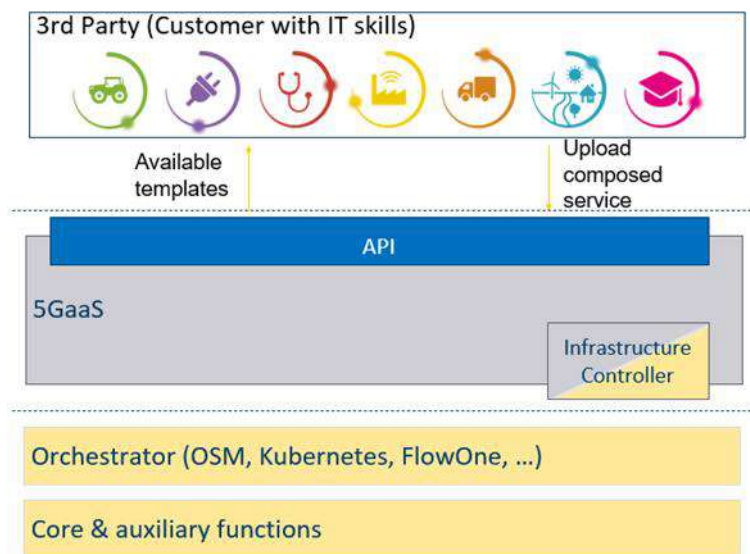 3rd Party (Customer with IT skills)
Available
templates
Upload
composed
service
API
5GaaS
Infrastructure
Controller
Orchestrator (OSM, Kubernetes, FlowOne, ...)
Core & auxiliary functions